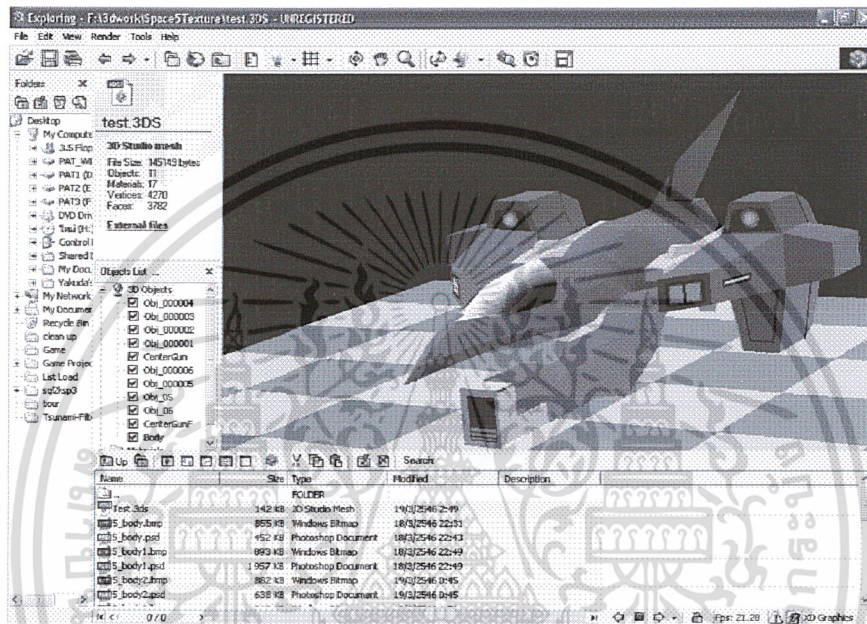 Exploring - F:\3dwork\Space5Texture\test.3DS - UNREGISTERED
File Edit View Render Tools Help
Folders
Desktop
My Compute
3.5 Flop
PAT_WI
PAT1 (D
PAT2 (E
PAT3 (F
DVD Driv
Control
Shared
My Doc
Yakuda's
My Network
My Documer
Recycle Bin
clean up
Game
Game Projec
List Load
sql2ksp3
tour
Tsunami-Filb
test.3DS
3D Studio mesh
File Size: 145149 bytes
Objects: 11
Materials: 17
Vertices: 4270
Faces: 3782
External files
Objects List ...
3D Objects
Obj_000004
Obj_000003
Obj_000002
Obj_000001
CenterGun
Obj_000006
Obj_000005
Obj_05
Obj_06
CenterGunF
Body
Up Search:
Name Size Type Modified Description
.. FOLDER
Test.3ds 142 KB 3D Studio Mesh 19/3/2546 2:49
5_body.bmp 855 KB Windows Bitmap 18/3/2546 22:31
5_body.psd 452 KB Photoshop Document 18/3/2546 22:43
5_body1.bmp 893 KB Windows Bitmap 18/3/2546 22:49
5_body1.psd 1 957 KB Photoshop Document 18/3/2546 22:49
5_body2.bmp 862 KB Windows Bitmap 19/3/2546 0:45
5_body2.psd 638 KB Photoshop Document 19/3/2546 0:45
0 / 0 Fps: 21.28 XD Graphics